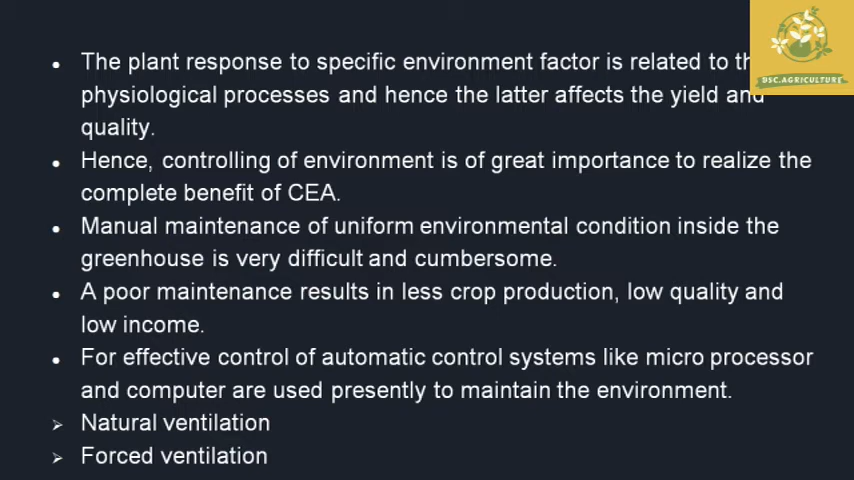 • The plant response to specific environment factor is related to the
physiological processes and hence the latter affects the yield and
quality.
• Hence, controlling of environment is of great importance to realize the
complete benefit of CEA.
• Manual maintenance of uniform environmental condition inside the
greenhouse is very difficult and cumbersome.
• A poor maintenance results in less crop production, low quality and
low income.
• For effective control of automatic control systems like micro processor
and computer are used presently to maintain the environment.
➢ Natural ventilation
➢ Forced ventilation
DSC.AGRICULTURE